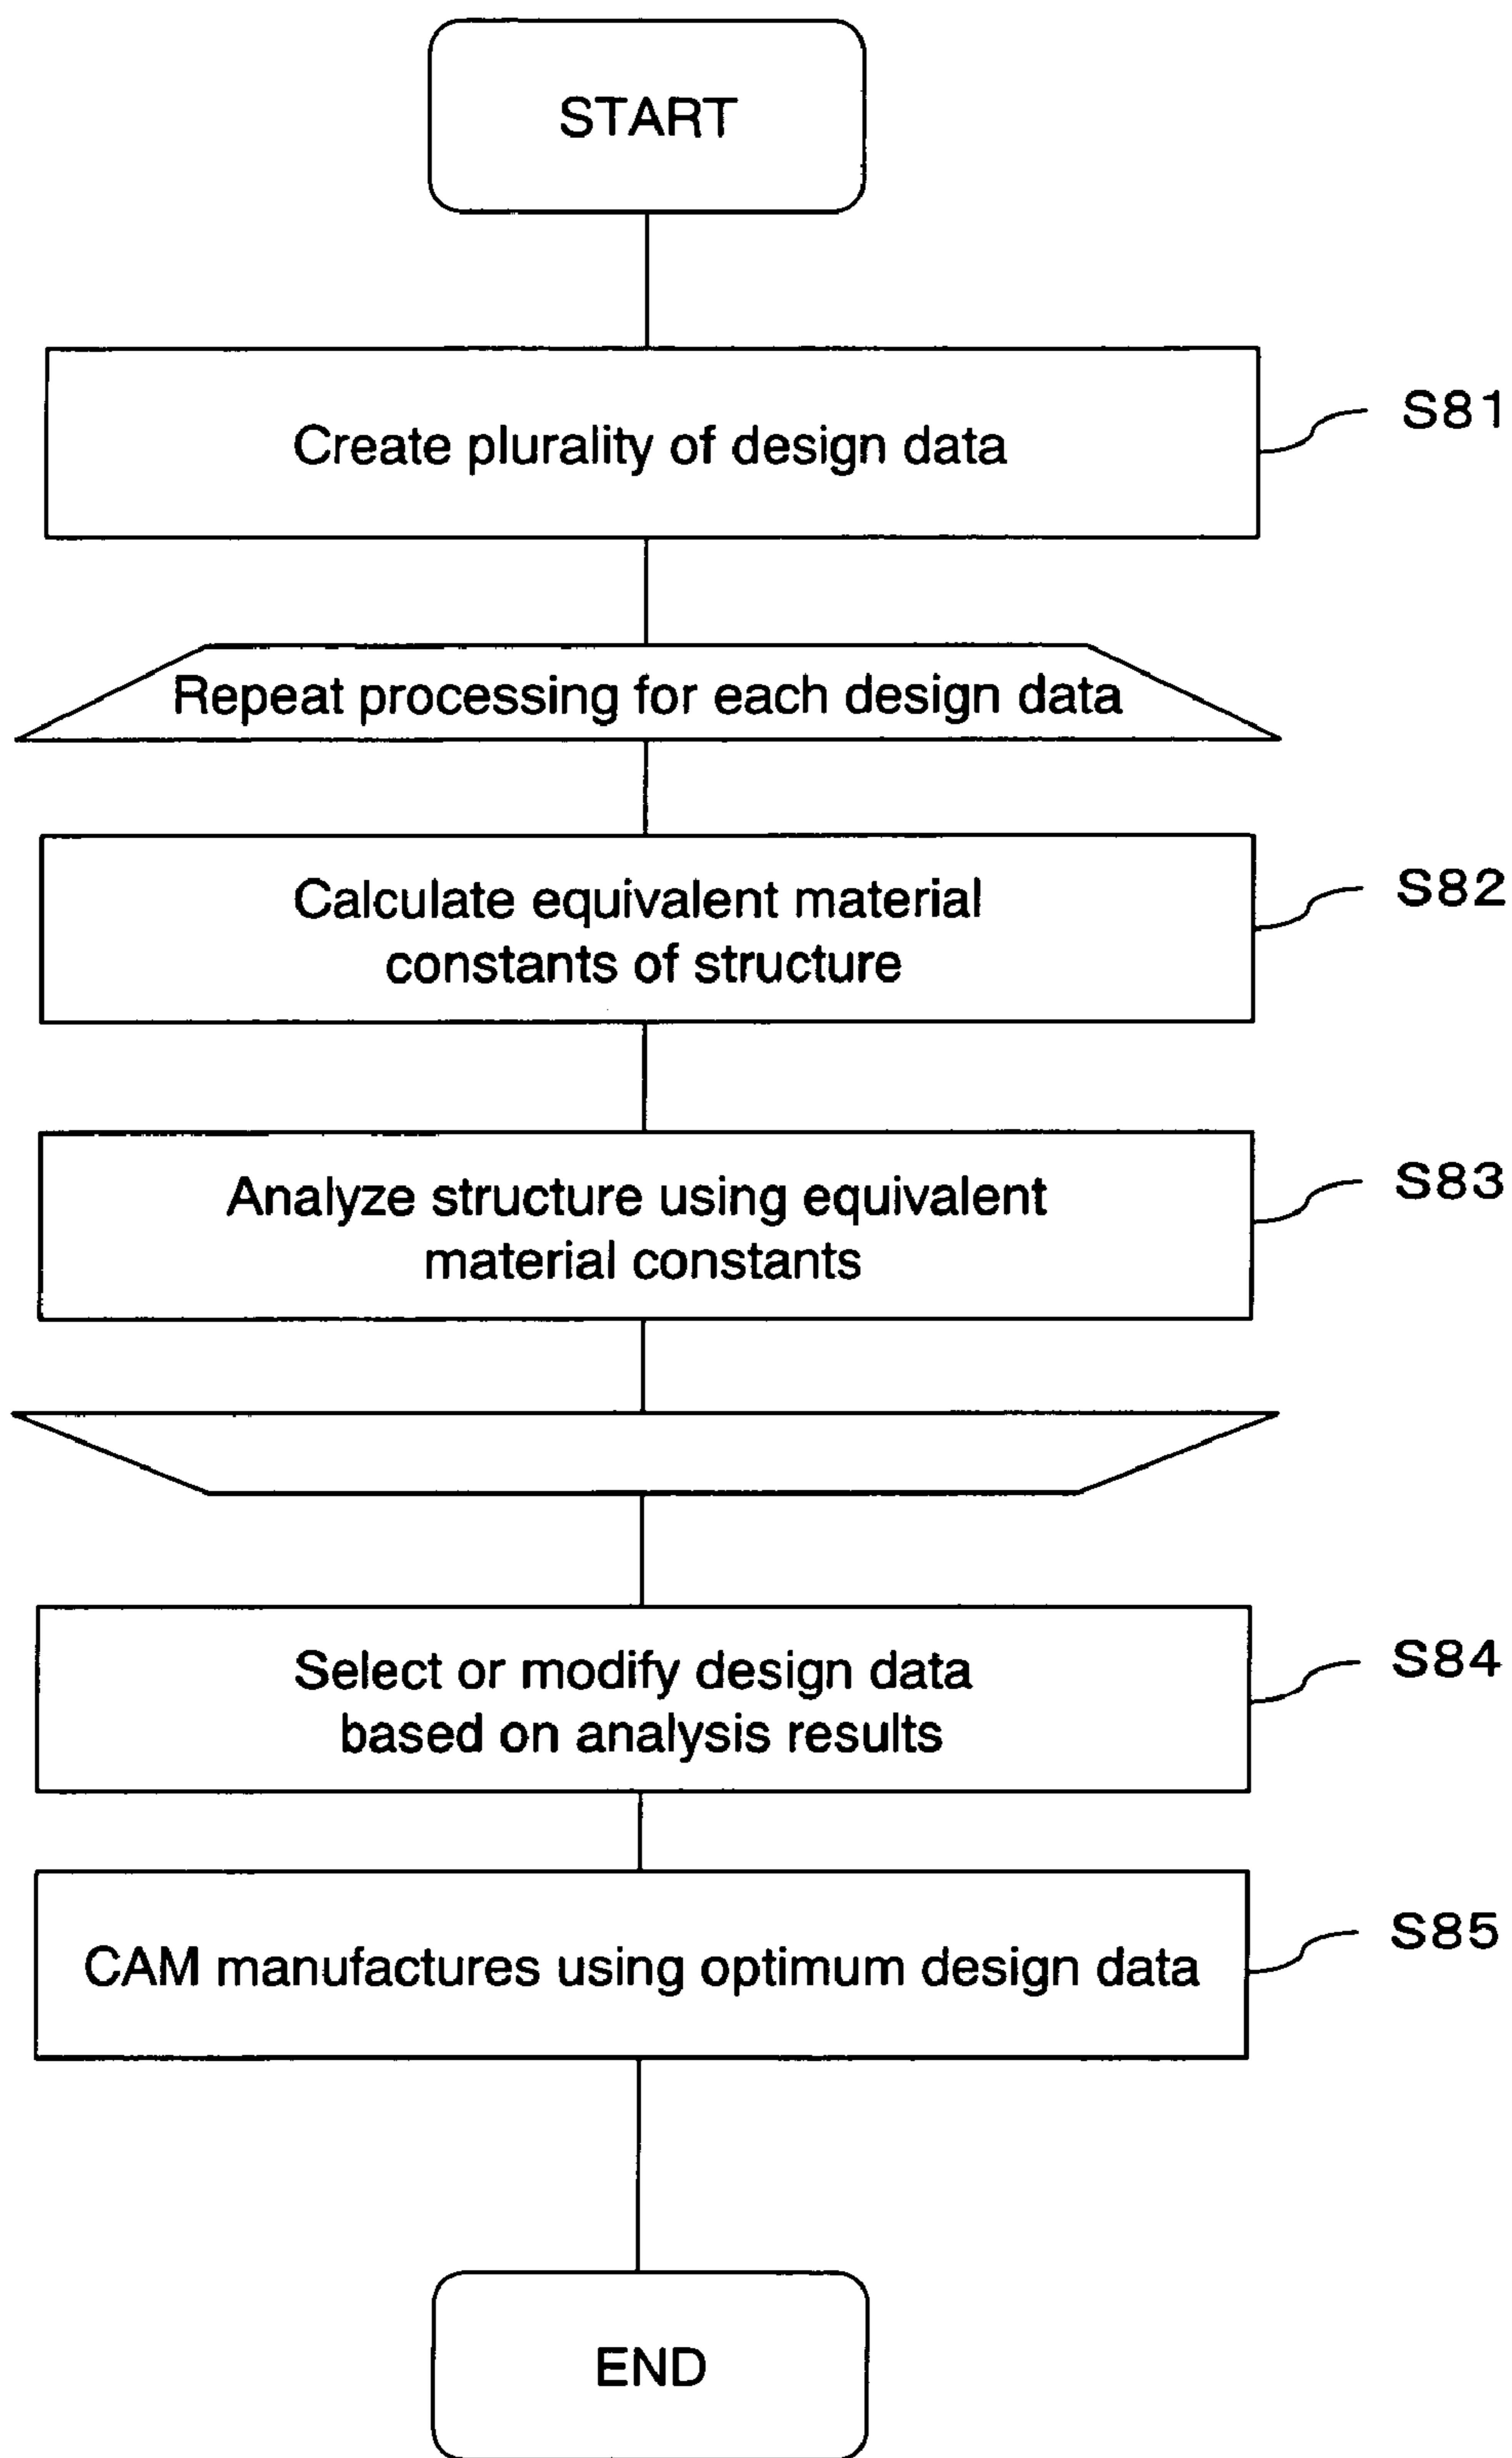 START
Create plurality of design data
S81
Repeat processing for each design data
Calculate equivalent material
constants of structure
S82
Analyze structure using equivalent
material constants
S83
Select or modify design data
based on analysis results
S84
CAM manufactures using optimum design data
S85
END